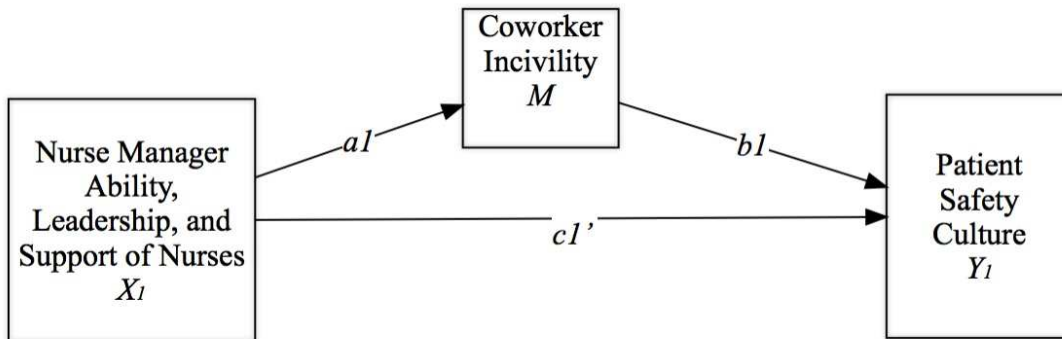 Coworker
Incivility
M
a1
b1
Nurse Manager
Ability,
Leadership, and
Support of Nurses
X1
c1’
Patient
Safety
Culture
Y1